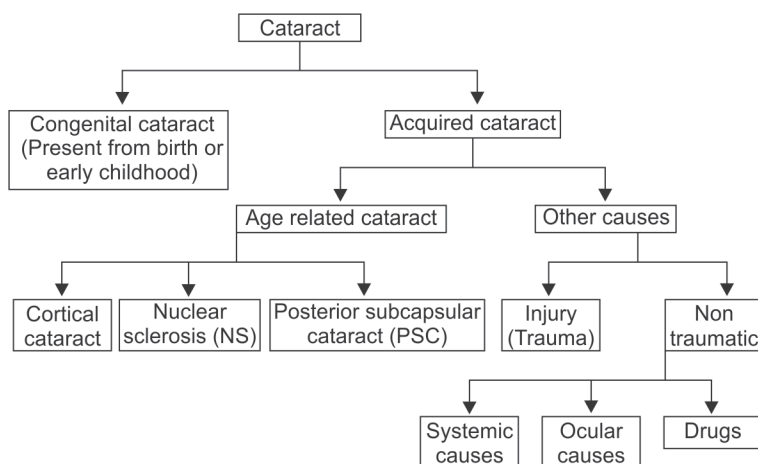 Cataract
Congenital cataract
(Present from birth or
early childhood)
Acquired cataract
Age related cataract
Other causes
Cortical
cataract
Nuclear
sclerosis (NS)
Posterior subcapsular
cataract (PSC)
Injury
(Trauma)
Non
traumatic
Systemic
causes
Ocular
causes
Drugs